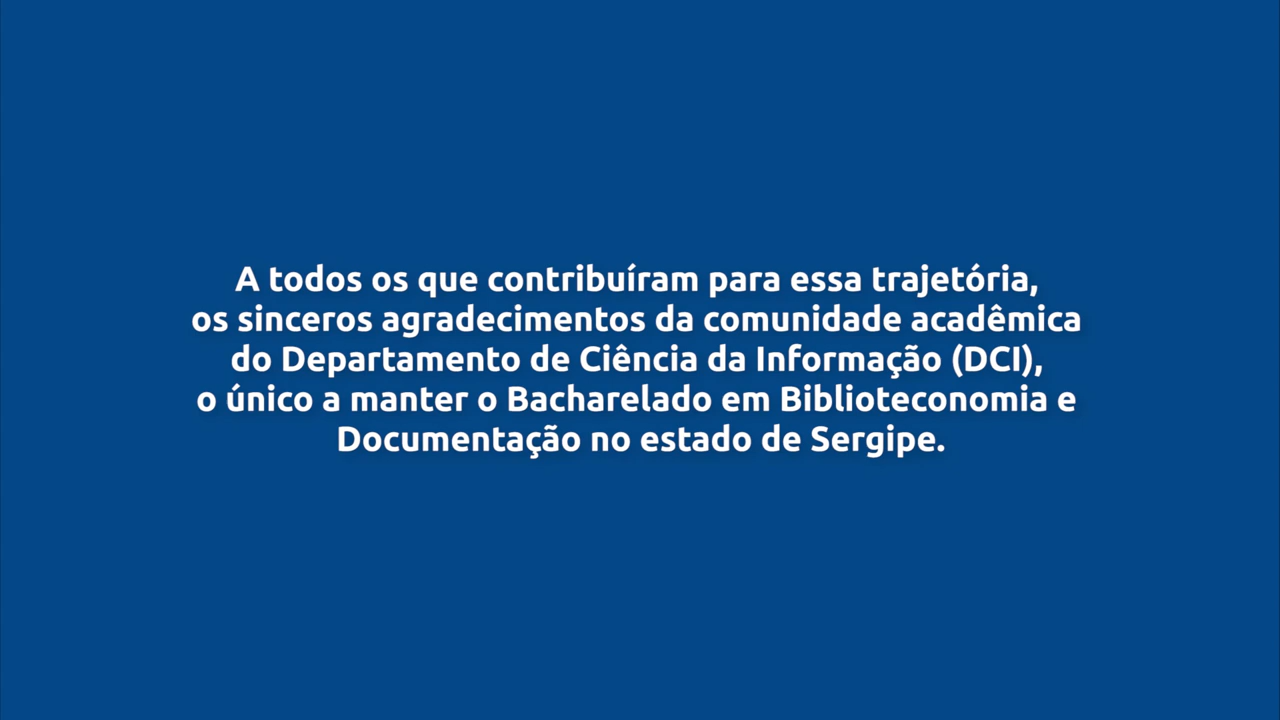 A todos os que contribuíram para essa trajetória,
os sinceros agradecimentos da comunidade acadêmica
do Departamento de Ciência da Informação (DCI),
o único a manter o Bacharelado em Biblioteconomia e
Documentação no estado de Sergipe.